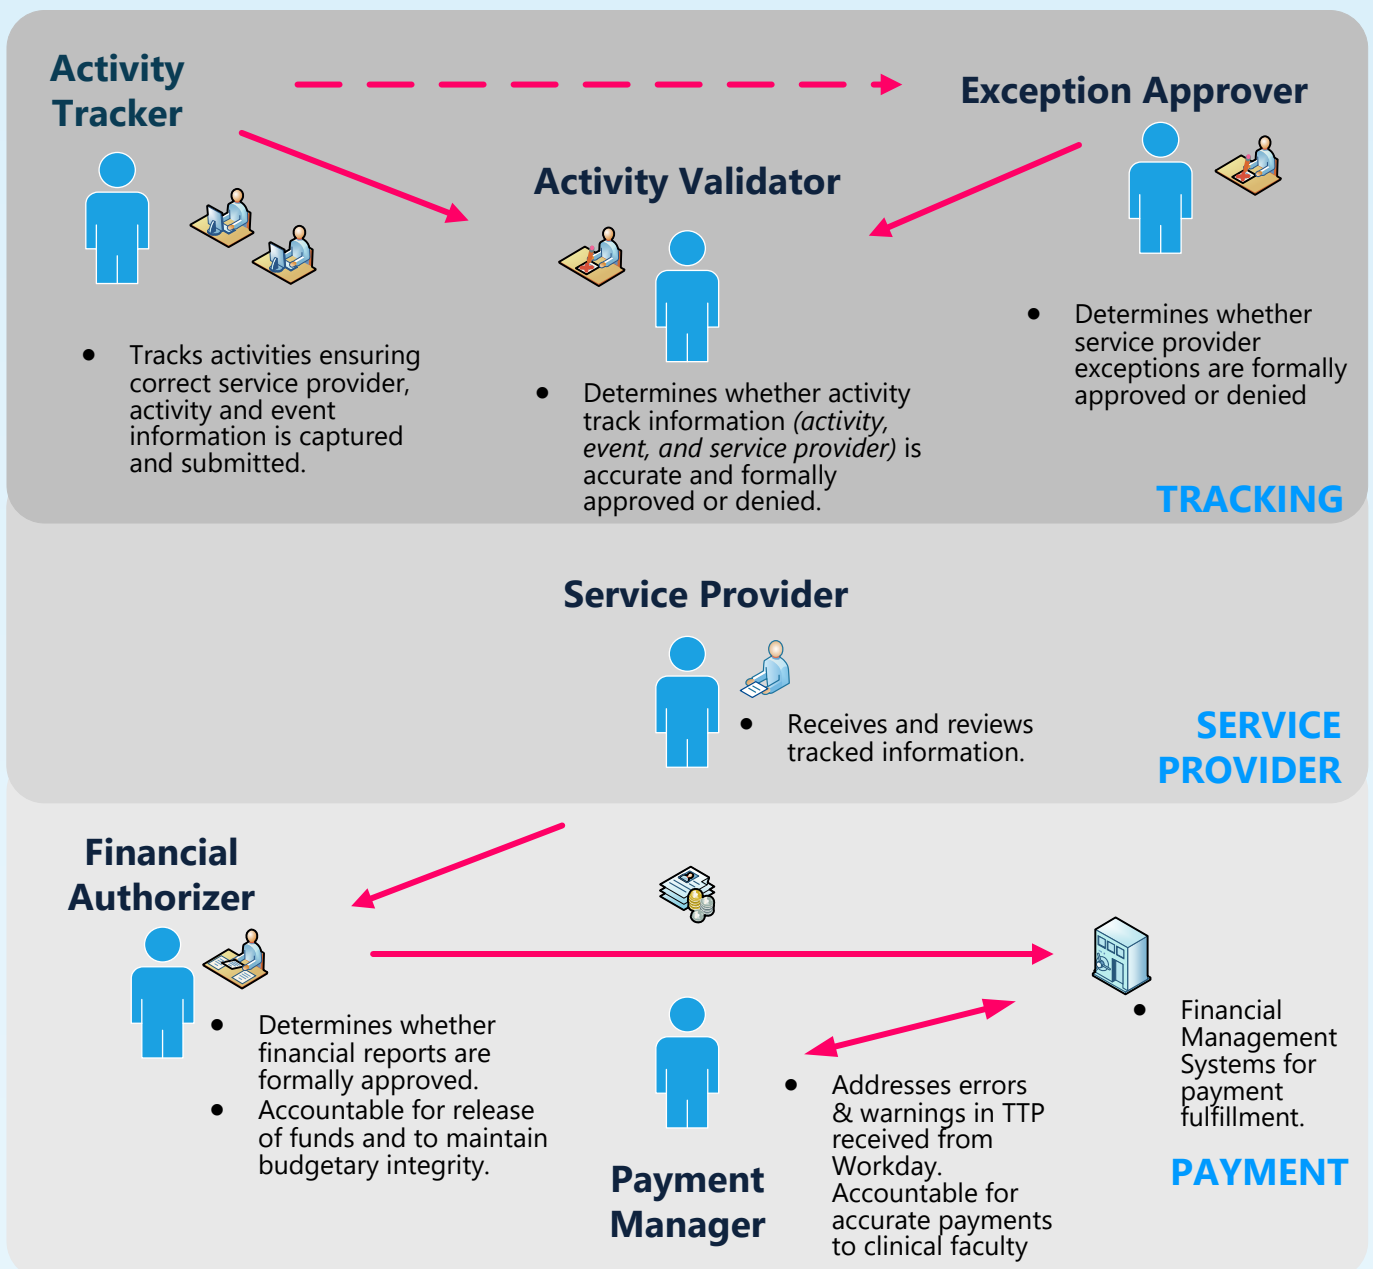 Activity
Tracker
Exception Approver
Activity Validator
• Tracks activities ensuring
correct service provider,
activity and event
information is captured
and submitted.
• Determines whether activity
track information (activity,
event, and service provider) is
accurate and formally
approved or denied.
• Determines whether
service provider
exceptions are formally
approved or denied
TRACKING
Service Provider
• Receives and reviews
tracked information.
SERVICE
PROVIDER
Financial
Authorizer
• Determines whether
financial reports are
formally approved.
• Accountable for release
of funds and to maintain
budgetary integrity.
Payment
Manager
• Addresses errors
& warnings in TTP
received from
Workday.
Accountable for
accurate payments
to clinical faculty
• Financial
Management
Systems for
payment
fulfillment.
PAYMENT